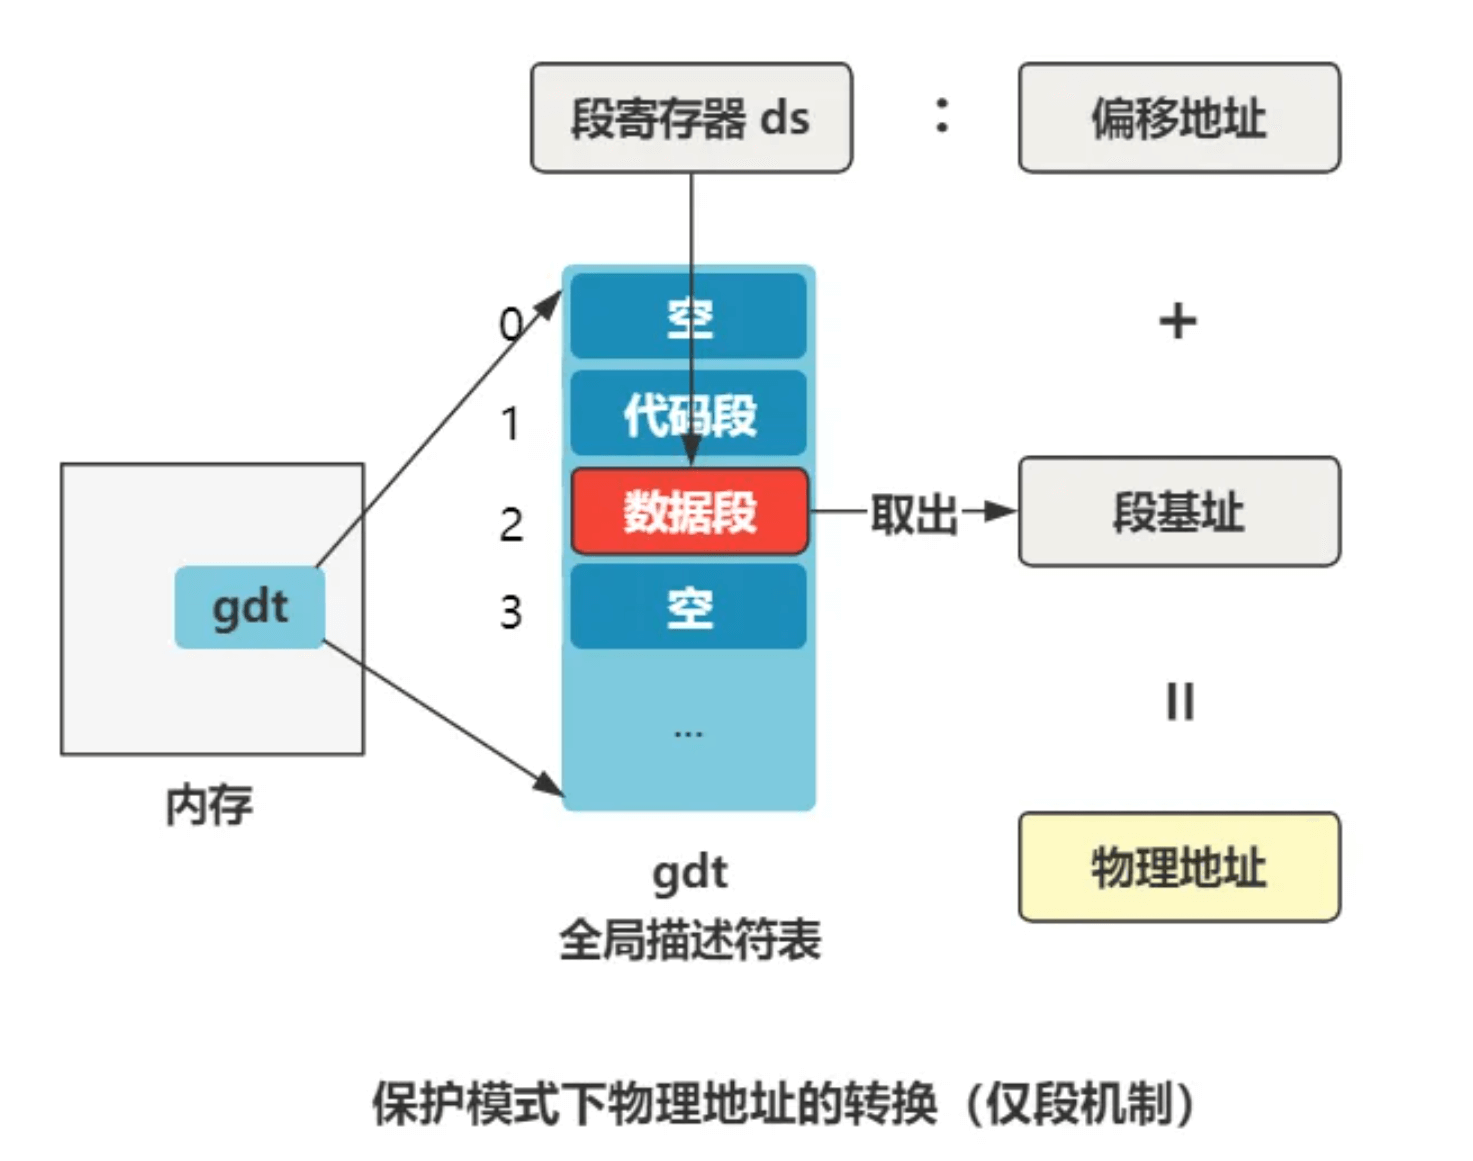 段寄存器 ds : 偏移地址
0 空
+
1 代码段
2 数据段 取出 段基址
gdt
3 空
=
...
内存
gdt
物理地址
全局描述符表
保护模式下物理地址的转换（仅段机制）